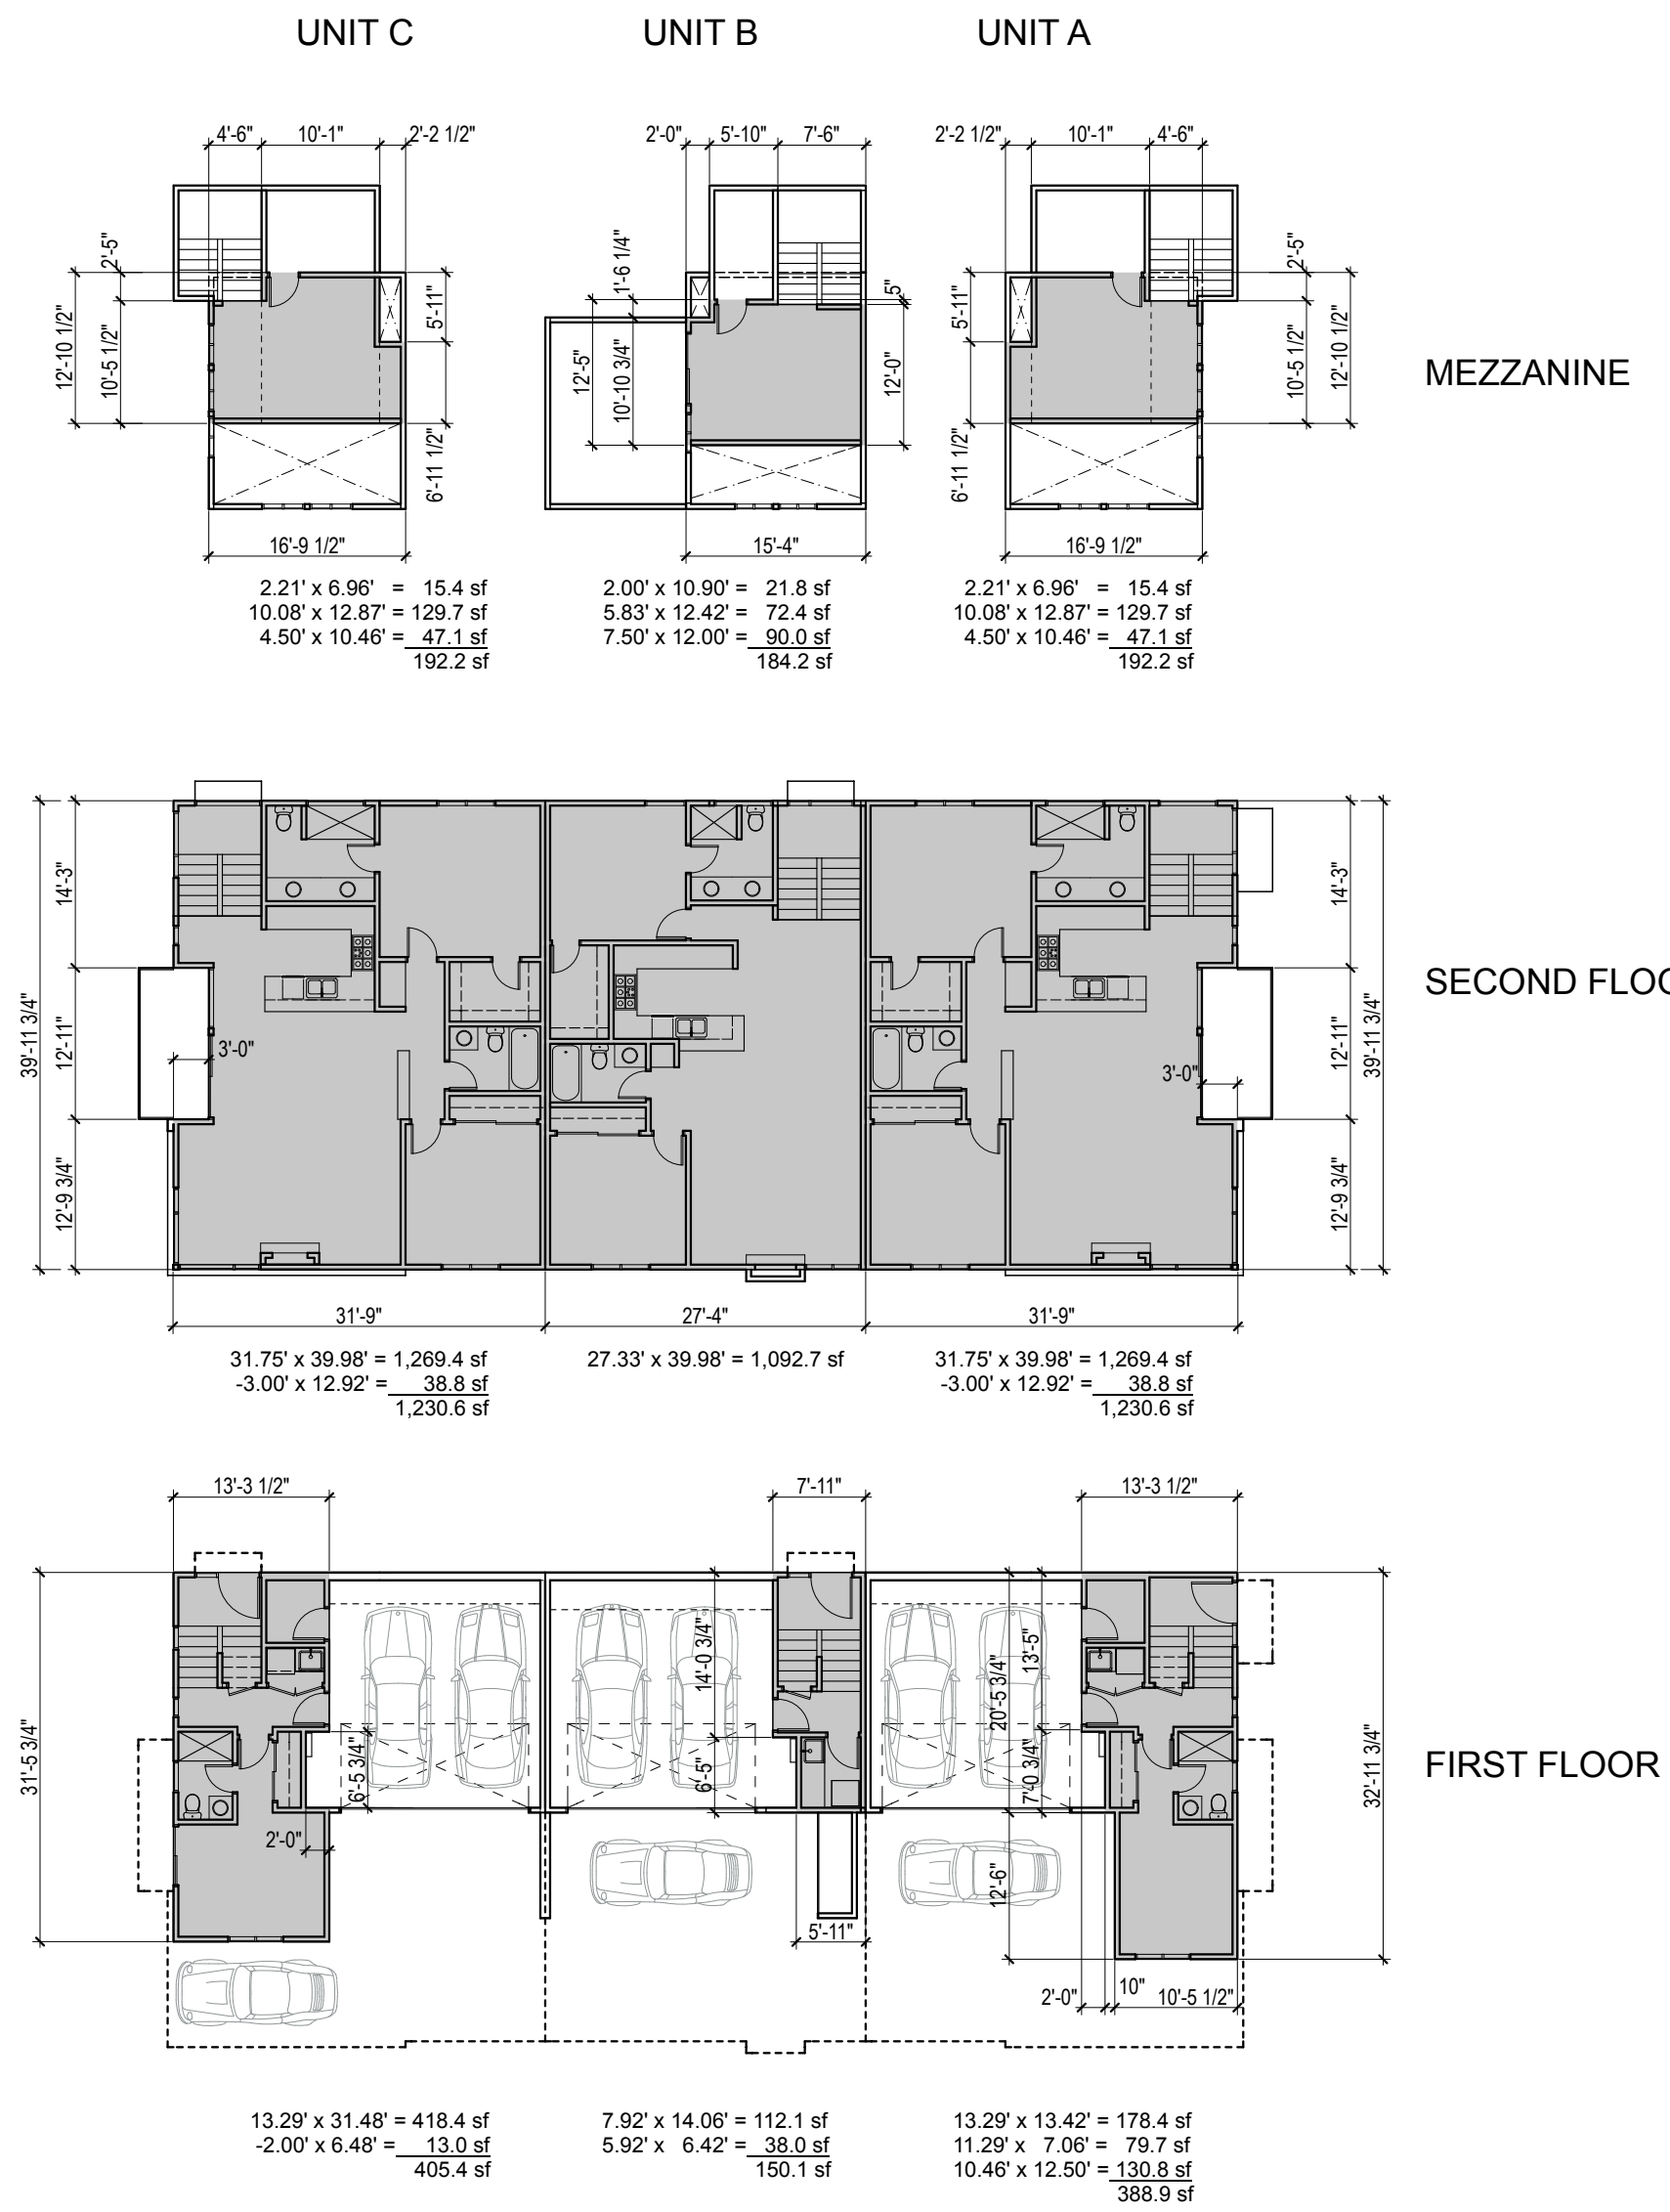 UNIT C UNIT B UNIT A
4'-6" 10'-1" 2'-2 1/2" 2'-0" 5'-10" 7'-6" 2'-2 1/2" 10'-1" 4'-6"
2'-5"
12'-10 1/2"
10'-5 1/2"
5'-11"
6'-11 1/2"
16'-9 1/2"
1'-6 1/4"
12'-5"
10'-10 3/4"
5"
12'-0"
15'-4"
5'-11"
6'-11 1/2"
2'-5"
10'-5 1/2"
12'-10 1/2"
16'-9 1/2"
MEZZANINE
2.21' x 6.96' = 15.4 sf
10.08' x 12.87' = 129.7 sf
4.50' x 10.46' = 47.1 sf
192.2 sf
2.00' x 10.90' = 21.8 sf
5.83' x 12.42' = 72.4 sf
7.50' x 12.00' = 90.0 sf
184.2 sf
2.21' x 6.96' = 15.4 sf
10.08' x 12.87' = 129.7 sf
4.50' x 10.46' = 47.1 sf
192.2 sf
39'-11 3/4"
14'-3"
12'-11"
12'-9 3/4"
3'-0"
3'-0"
14'-3"
12'-11"
12'-9 3/4"
39'-11 3/4"
SECOND FLOO
31'-9" 27'-4" 31'-9"
31.75' x 39.98' = 1,269.4 sf
-3.00' x 12.92' = 38.8 sf
1,230.6 sf
27.33' x 39.98' = 1,092.7 sf
31.75' x 39.98' = 1,269.4 sf
-3.00' x 12.92' = 38.8 sf
1,230.6 sf
13'-3 1/2" 7'-11" 13'-3 1/2"
31'-5 3/4"
6'-5 3/4"
2'-0"
14'-0 3/4"
6'-5"
5'-11"
20'-5 3/4"
13'-5"
7'-0 3/4"
12'-6"
2'-0" 10" 10'-5 1/2"
32'-11 3/4"
FIRST FLOOR
13.29' x 31.48' = 418.4 sf
-2.00' x 6.48' = 13.0 sf
405.4 sf
7.92' x 14.06' = 112.1 sf
5.92' x 6.42' = 38.0 sf
150.1 sf
13.29' x 13.42' = 178.4 sf
11.29' x 7.06' = 79.7 sf
10.46' x 12.50' = 130.8 sf
388.9 sf